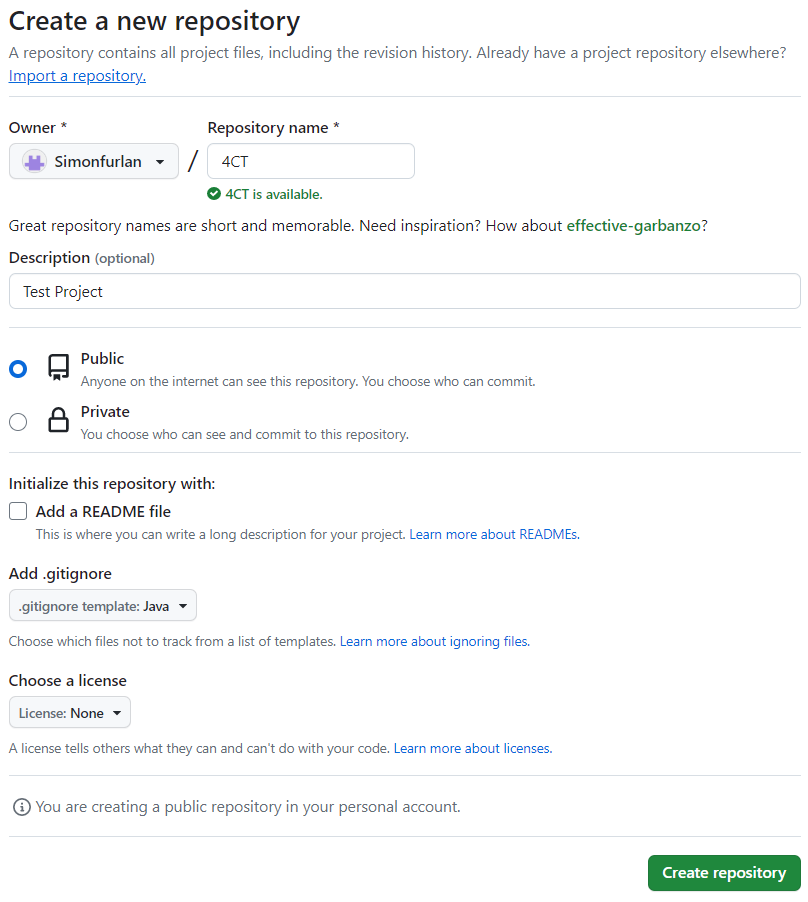 Create a new repository
A repository contains all project files, including the revision history. Already have a project repository elsewhere?
Import a repository.
Owner * Repository name *
Simonfurlan / 4CT
4CT is available.
Great repository names are short and memorable. Need inspiration? How about effective-garbanzo?
Description (optional)
Test Project
Public
Anyone on the internet can see this repository. You choose who can commit.
Private
You choose who can see and commit to this repository.
Initialize this repository with:
Add a README file
This is where you can write a long description for your project. Learn more about READMEs.
Add .gitignore
.gitignore template: Java
Choose which files not to track from a list of templates. Learn more about ignoring files.
Choose a license
License: None
A license tells others what they can and can't do with your code. Learn more about licenses.
You are creating a public repository in your personal account.
Create repository